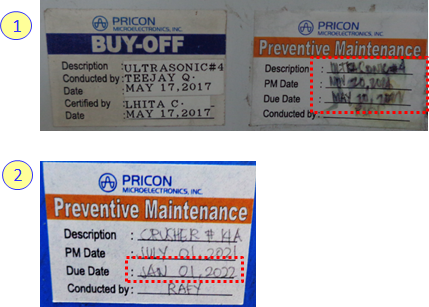 1
PRICON
MICROELECTRONICS, INC.
BUY-OFF
Description : ULTRASONIC#4
Conducted by : TEEJAY Q.
Date : MAY 17, 2017
Certified by : LHITA C.
Date : MAY 17, 2017
PRICON
MICROELECTRONICS, INC.
Preventive Maintenance
Description :
PM Date :
Due Date :
Conducted by :
2
PRICON
MICROELECTRONICS, INC.
Preventive Maintenance
Description : CRUSHER # 14A
PM Date : JULY 01, 2021
Due Date : JAN 01, 2022
Conducted by : RAFY